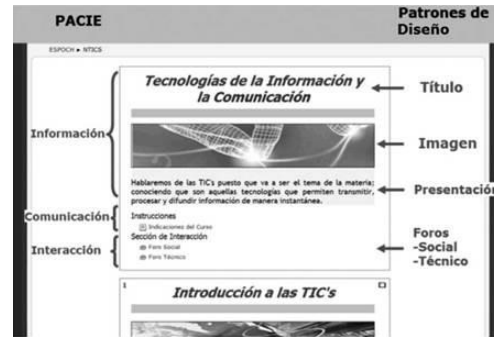 PACIE
Patrones de
Diseño
ESPOCH ► NTICS
Tecnologías de la Información y
la Comunicación
Título
Información
Imagen
Hablaremos de las TIC's puesto que va a ser el tema de la materia;
conociendo que son aquellas tecnologías que permiten transmitir,
procesar y difundir información de manera instantánea.
Presentación
Comunicación
Instrucciones
Indicaciones del Curso
Interacción
Sección de Interacción
Foro Social
Foro Técnico
Foros
-Social
-Técnico
1
Introducción a las TIC's